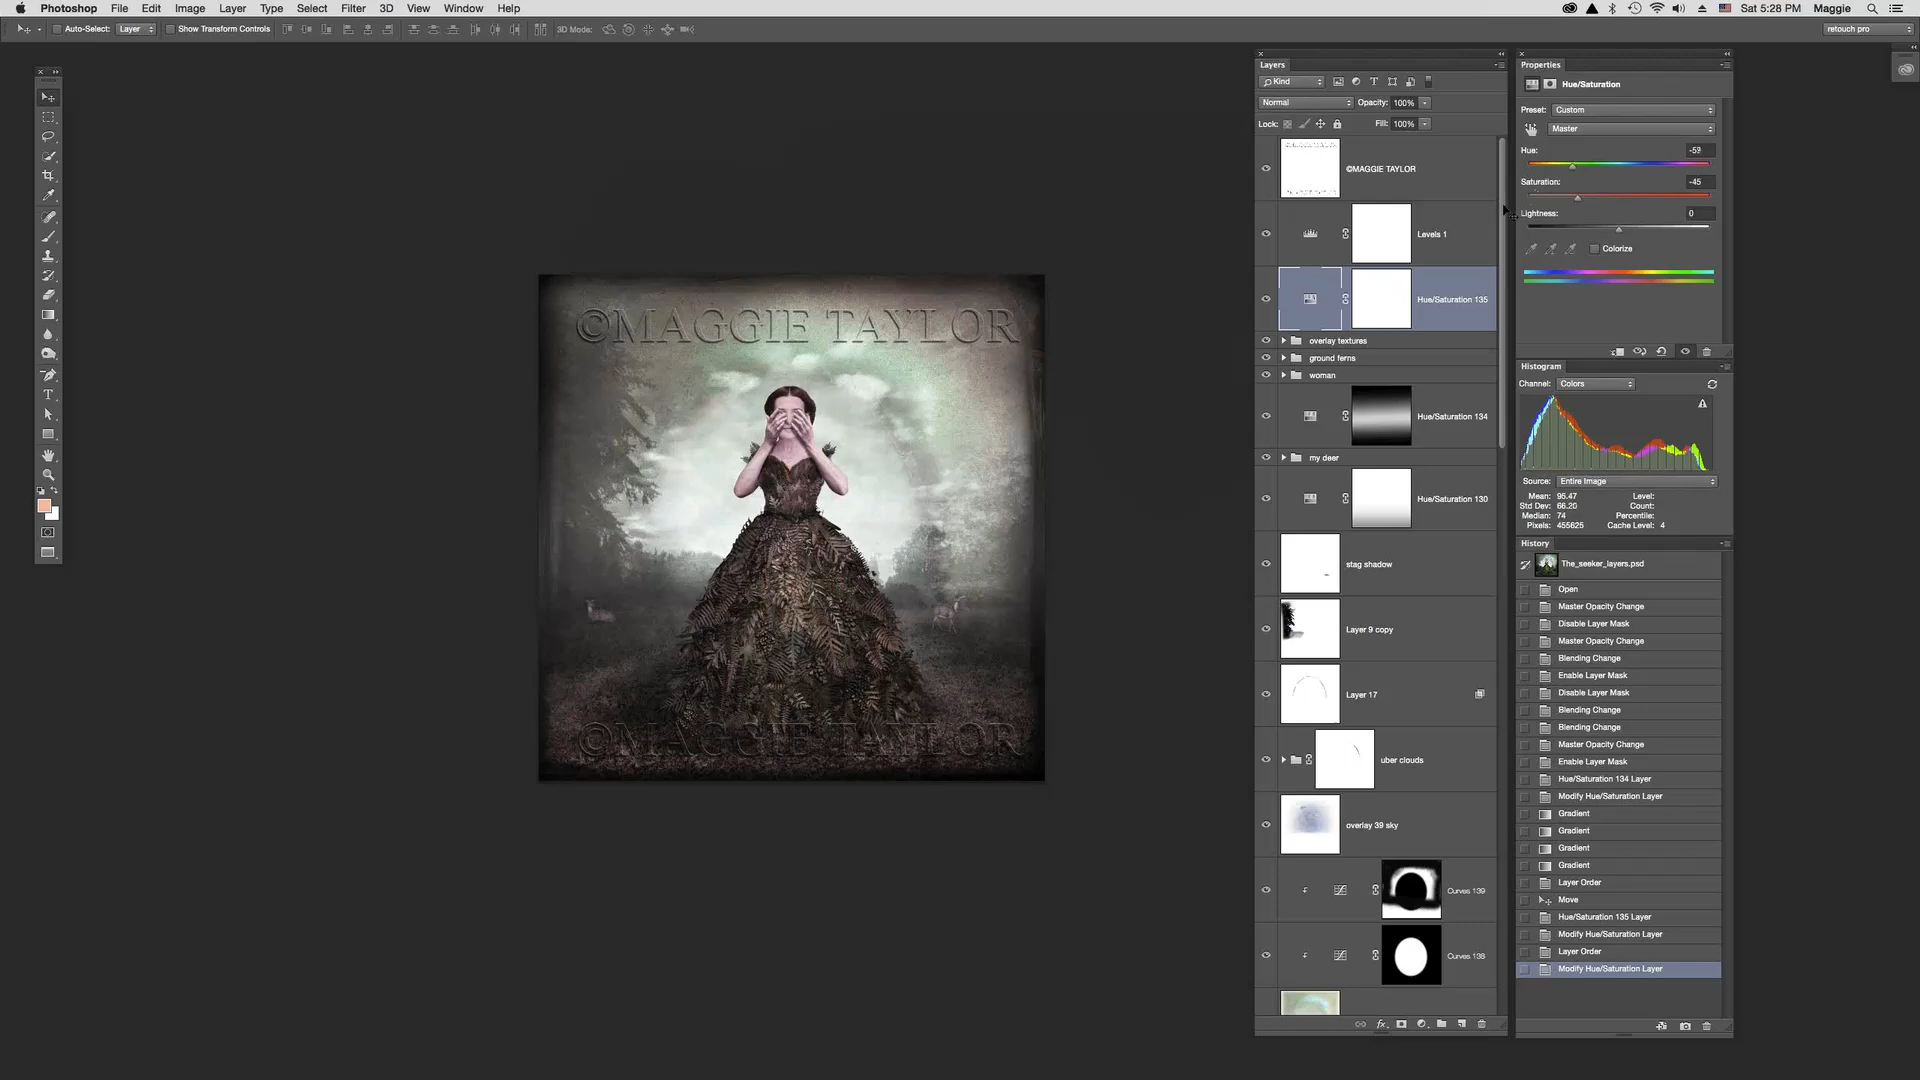 Photoshop File Edit Image Layer Type Select Filter 3D View Window Help Sat 5:28 PM Maggie
Auto-Select: Layer Show Transform Controls 3D Mode: retouch pro
Layers
Kind
Normal Opacity: 100%
Lock: Fill: 100%
©MAGGIE TAYLOR
Levels 1
Hue/Saturation 135
overlay textures
ground ferns
woman
Hue/Saturation 134
my deer
Hue/Saturation 130
stag shadow
Layer 9 copy
Layer 17
uber clouds
overlay 39 sky
Curves 139
Curves 138
fx
Properties
Hue/Saturation
Preset: Custom
Master
Hue: -59
Saturation: -45
Lightness: 0
Colorize
Histogram
Channel: Colors
Source: Entire Image
Mean: 95.47 Level:
Std Dev: 66.20 Count:
Median: 74 Percentile:
Pixels: 455625 Cache Level: 4
History
The_seeker_layers.psd
Open
Master Opacity Change
Disable Layer Mask
Master Opacity Change
Blending Change
Enable Layer Mask
Disable Layer Mask
Blending Change
Blending Change
Master Opacity Change
Enable Layer Mask
Hue/Saturation 134 Layer
Modify Hue/Saturation Layer
Gradient
Gradient
Gradient
Gradient
Layer Order
Move
Hue/Saturation 135 Layer
Modify Hue/Saturation Layer
Layer Order
Modify Hue/Saturation Layer
©MAGGIE TAYLOR
©MAGGIE TAYLOR